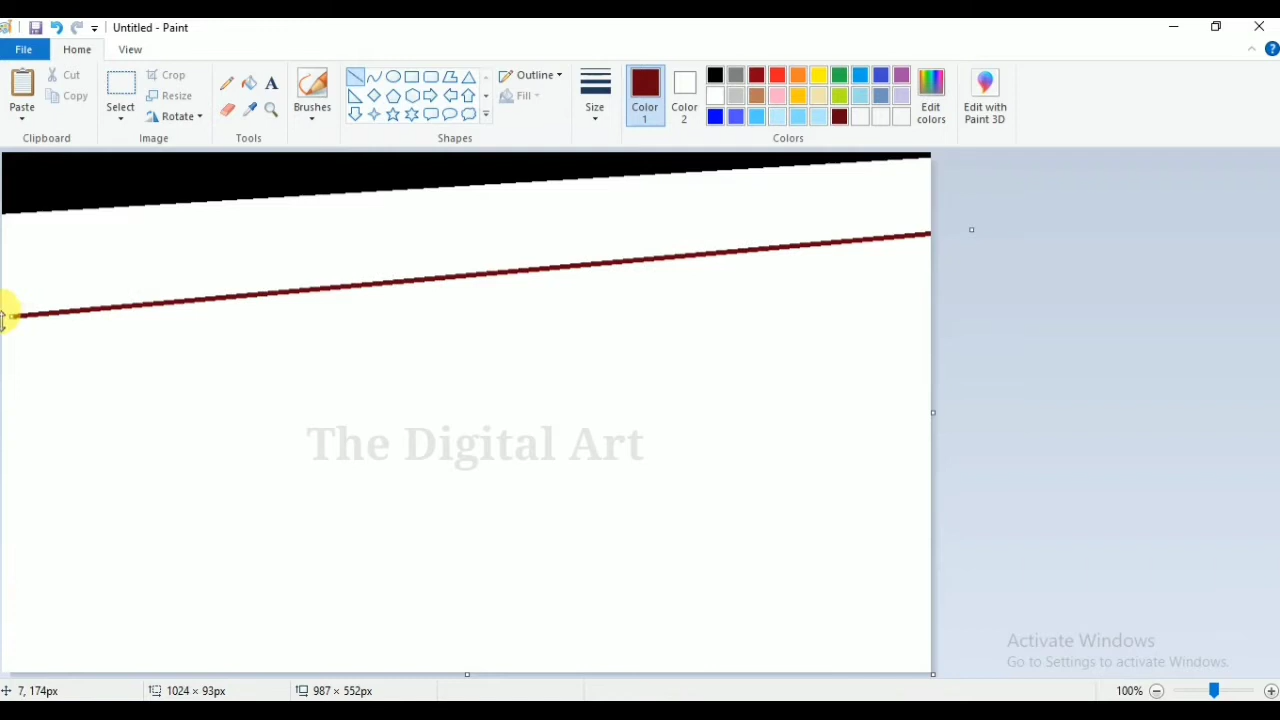 Untitled - Paint
File Home View
Paste
Cut
Copy
Clipboard
Select
Crop
Resize
Rotate
Image
Tools
Brushes
Shapes
Outline
Fill
Size
Color 1
Color 2
Colors
Edit colors
Edit with Paint 3D
The Digital Art
Activate Windows
Go to Settings to activate Windows.
7, 174px 1024 × 93px 987 × 552px 100%